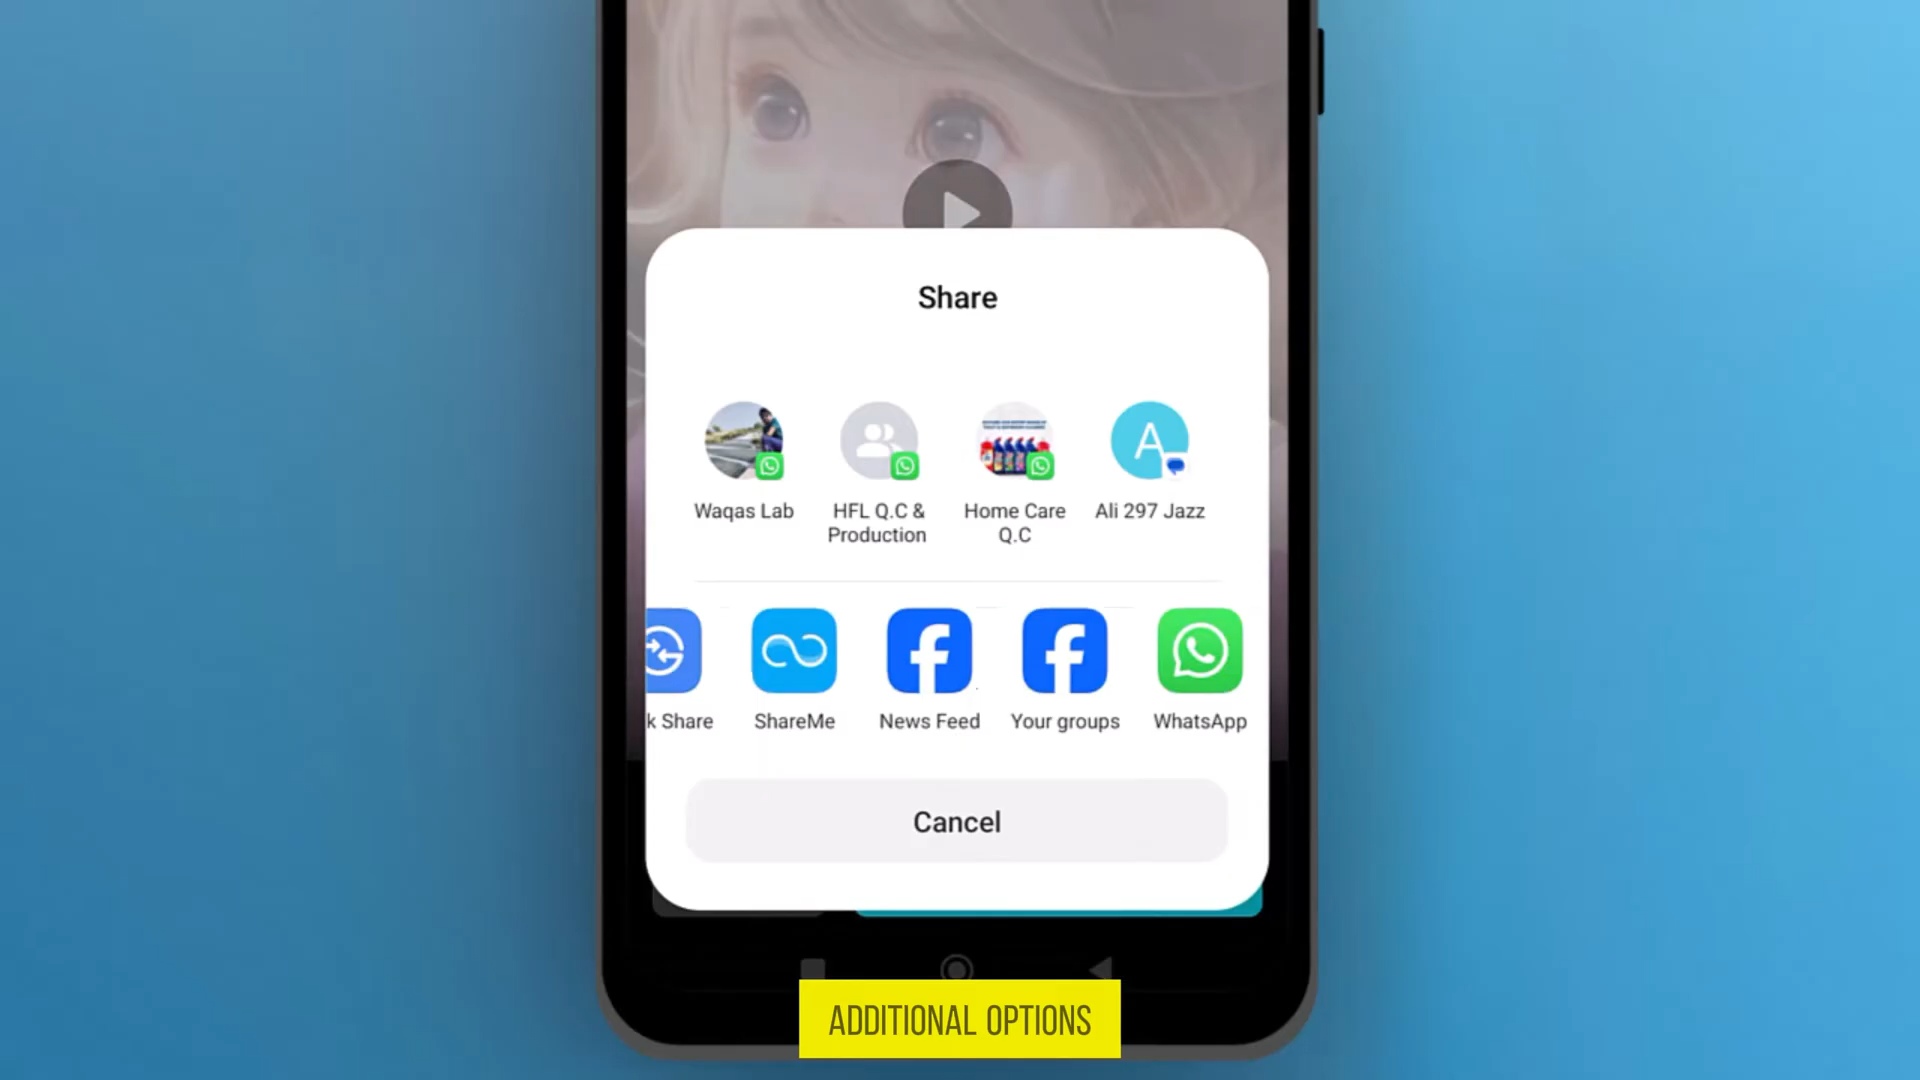 Share
Waqas Lab
HFL Q.C &
Production
Home Care
Q.C
A
Ali 297 Jazz
k Share
ShareMe
News Feed
Your groups
WhatsApp
Cancel
ADDITIONAL OPTIONS